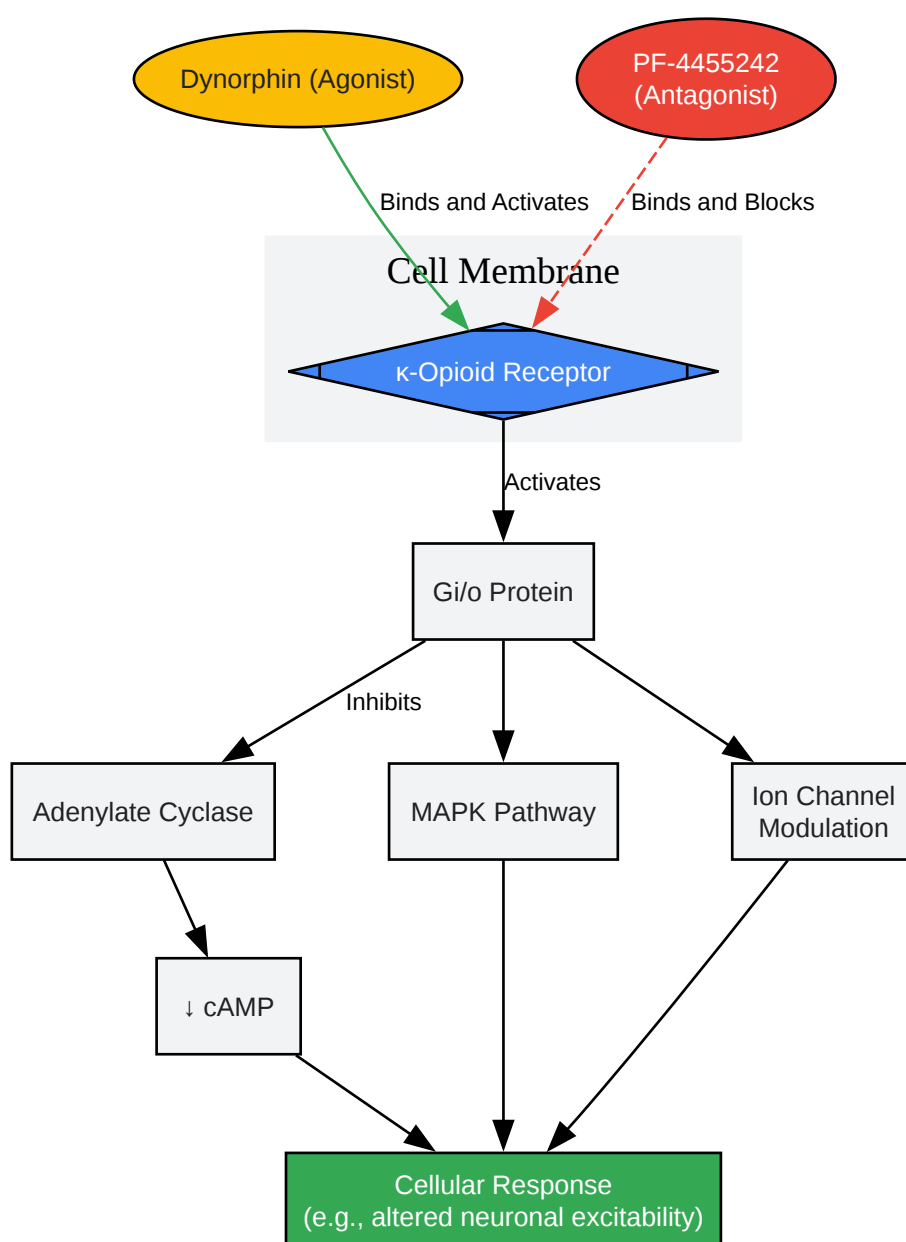 Dynorphin (Agonist)
PF-4455242
(Antagonist)
Binds and Activates
Binds and Blocks
Cell Membrane
κ-Opioid Receptor
Activates
Gi/o Protein
Inhibits
Adenylate Cyclase
MAPK Pathway
Ion Channel
Modulation
↓ cAMP
Cellular Response
(e.g., altered neuronal excitability)